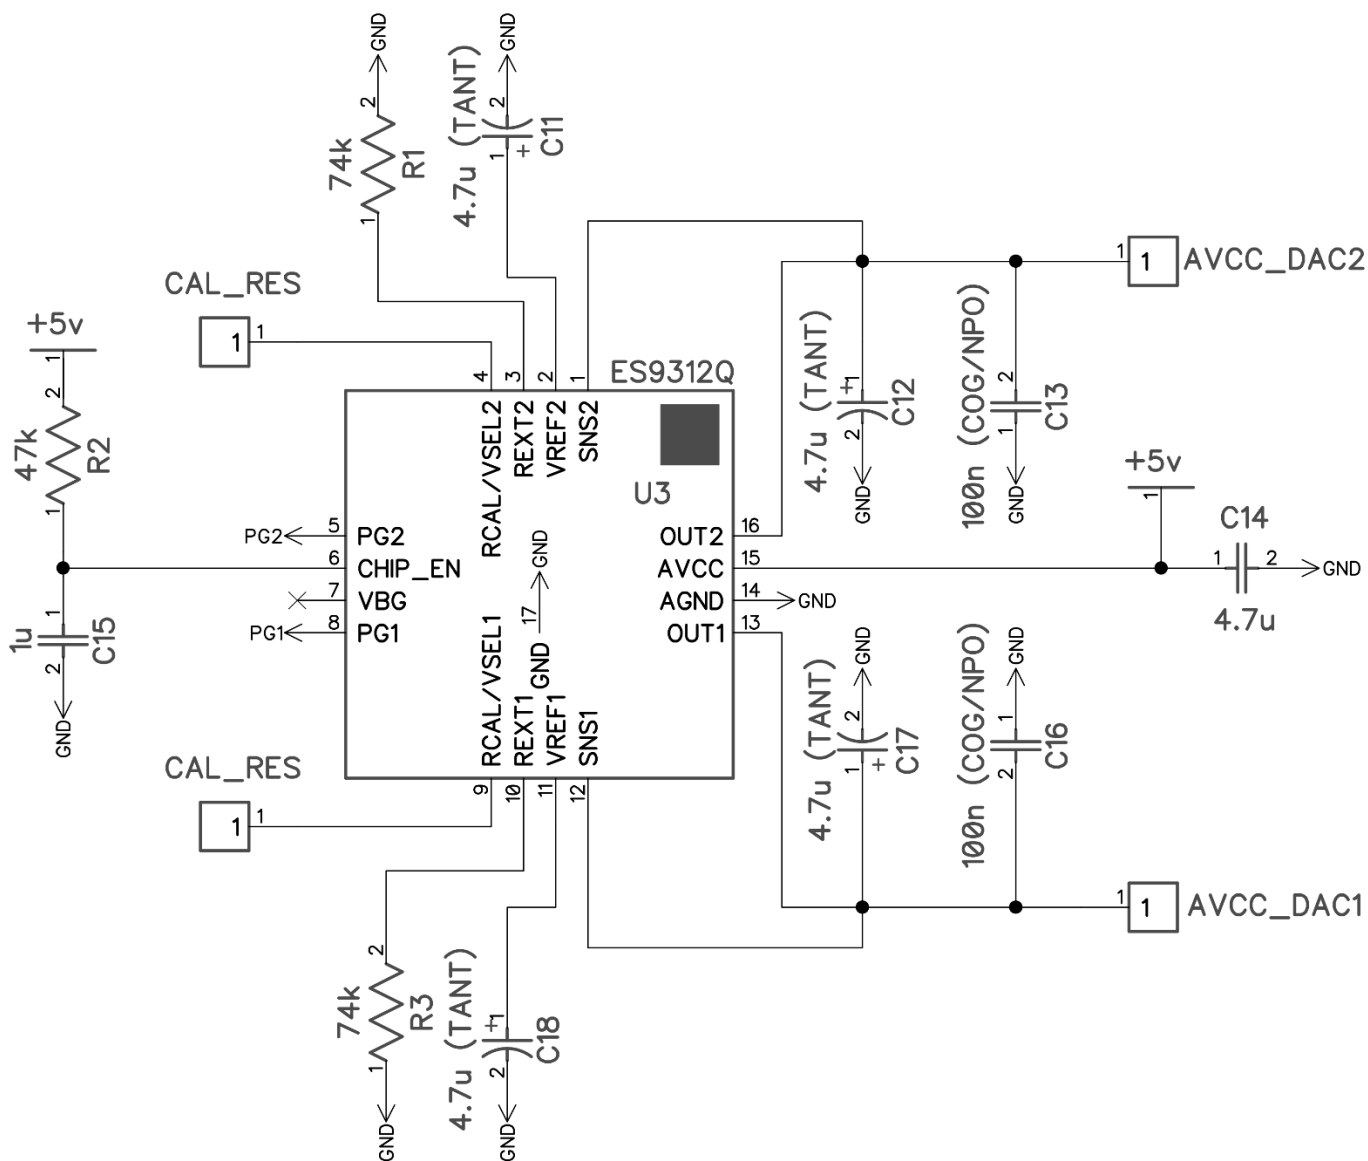 GND
2
74k
R1
1
GND
2
4.7u (TANT)
C11
1
+
CAL_RES
1
1
+5v
1
2
47k
R2
1
1
1u
C15
2
GND
4
3
2
1
ES9312Q
RCAL/VSEL2
REXT2
VREF2
SNS2
U3
PG2
5
PG2
6
CHIP_EN
7
VBG
PG1
8
PG1
GND
17
GND
OUT2
16
AVCC
15
AGND
14
GND
OUT1
13
RCAL/VSEL1
REXT1
VREF1
SNS1
9
10
11
12
1
1
AVCC_DAC2
4.7u (TANT)
+
1
C12
2
GND
100n (COG/NPO)
2
C13
1
GND
+5v
1
C14
1
2
GND
4.7u
GND
2
4.7u (TANT)
C17
1
+
GND
1
100n (COG/NPO)
C16
2
1
1
AVCC_DAC1
CAL_RES
1
1
2
74k
R3
1
GND
4.7u (TANT)
+
1
C18
2
GND